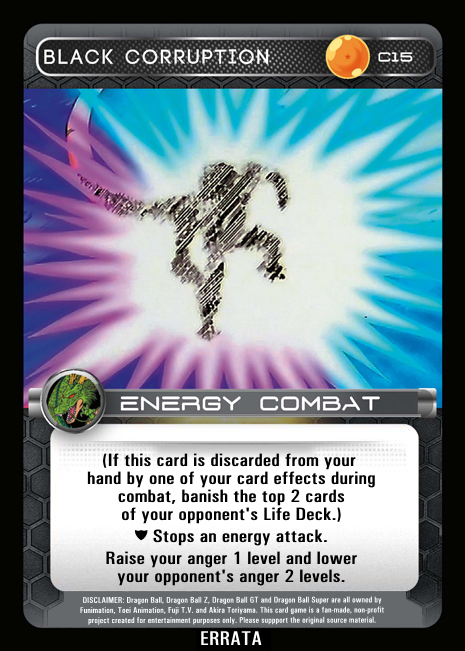 BLACK CORRUPTION
C15
ENERGY COMBAT
(If this card is discarded from your
hand by one of your card effects during
combat, banish the top 2 cards
of your opponent's Life Deck.)
Stops an energy attack.
Raise your anger 1 level and lower
your opponent's anger 2 levels.
DISCLAIMER: Dragon Ball, Dragon Ball Z, Dragon Ball GT and Dragon Ball Super are all owned by
Funimation, Toei Animation, Fuji T.V. and Akira Toriyama. This card game is a fan-made, non-profit
project created for entertainment purposes only. Please suppport the original source material.
ERRATA